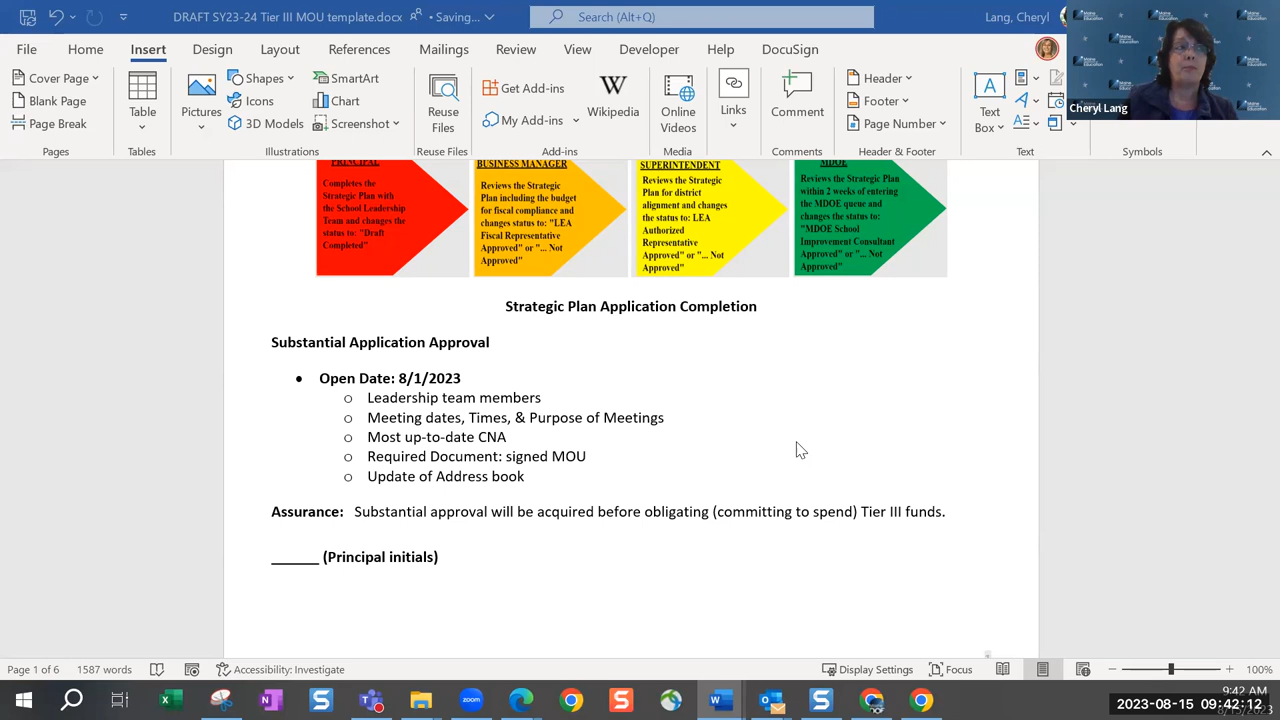 DRAFT SY23-24 Tier III MOU template.docx • Saving...
Search (Alt+Q)
Lang, Cheryl
File Home Insert Design Layout References Mailings Review View Developer Help Acrobat DocuSign
Cover Page
Blank Page
Page Break
Pages
Table
Tables
Pictures
Shapes
Icons
3D Models
SmartArt
Chart
Screenshot
Illustrations
Reuse
Files
Reuse Files
Get Add-ins
My Add-ins
Wikipedia
Add-ins
Online
Videos
Media
Links
Comment
Comments
Header
Footer
Page Number
Header & Footer
Text
Box
Text
Symbols
Cheryl Lang
PRINCIPAL
Completes the
Strategic Plan with
the School Leadership
Team and changes the
status to: "Draft
Completed"
BUSINESS MANAGER
Reviews the Strategic
Plan including the budget
for fiscal compliance and
changes status to: "LEA
Fiscal Representative
Approved" or "... Not
Approved"
SUPERINTENDENT
Reviews the Strategic
Plan for district
alignment and changes
the status to: LEA
Authorized
Representative
Approved" or "... Not
Approved"
MDOE
Reviews the Strategic Plan
within 2 weeks of entering
the MDOE queue and
changes the status to:
"MDOE School
Improvement Consultant
Approved" or "... Not
Approved"
Strategic Plan Application Completion
Substantial Application Approval
• Open Date: 8/1/2023
o Leadership team members
o Meeting dates, Times, & Purpose of Meetings
o Most up-to-date CNA
o Required Document: signed MOU
o Update of Address book
Assurance: Substantial approval will be acquired before obligating (committing to spend) Tier III funds.
______ (Principal initials)
Page 1 of 6 1587 words Accessibility: Investigate Display Settings Focus 100%
9:42 AM
2023-08-15 09:42:12